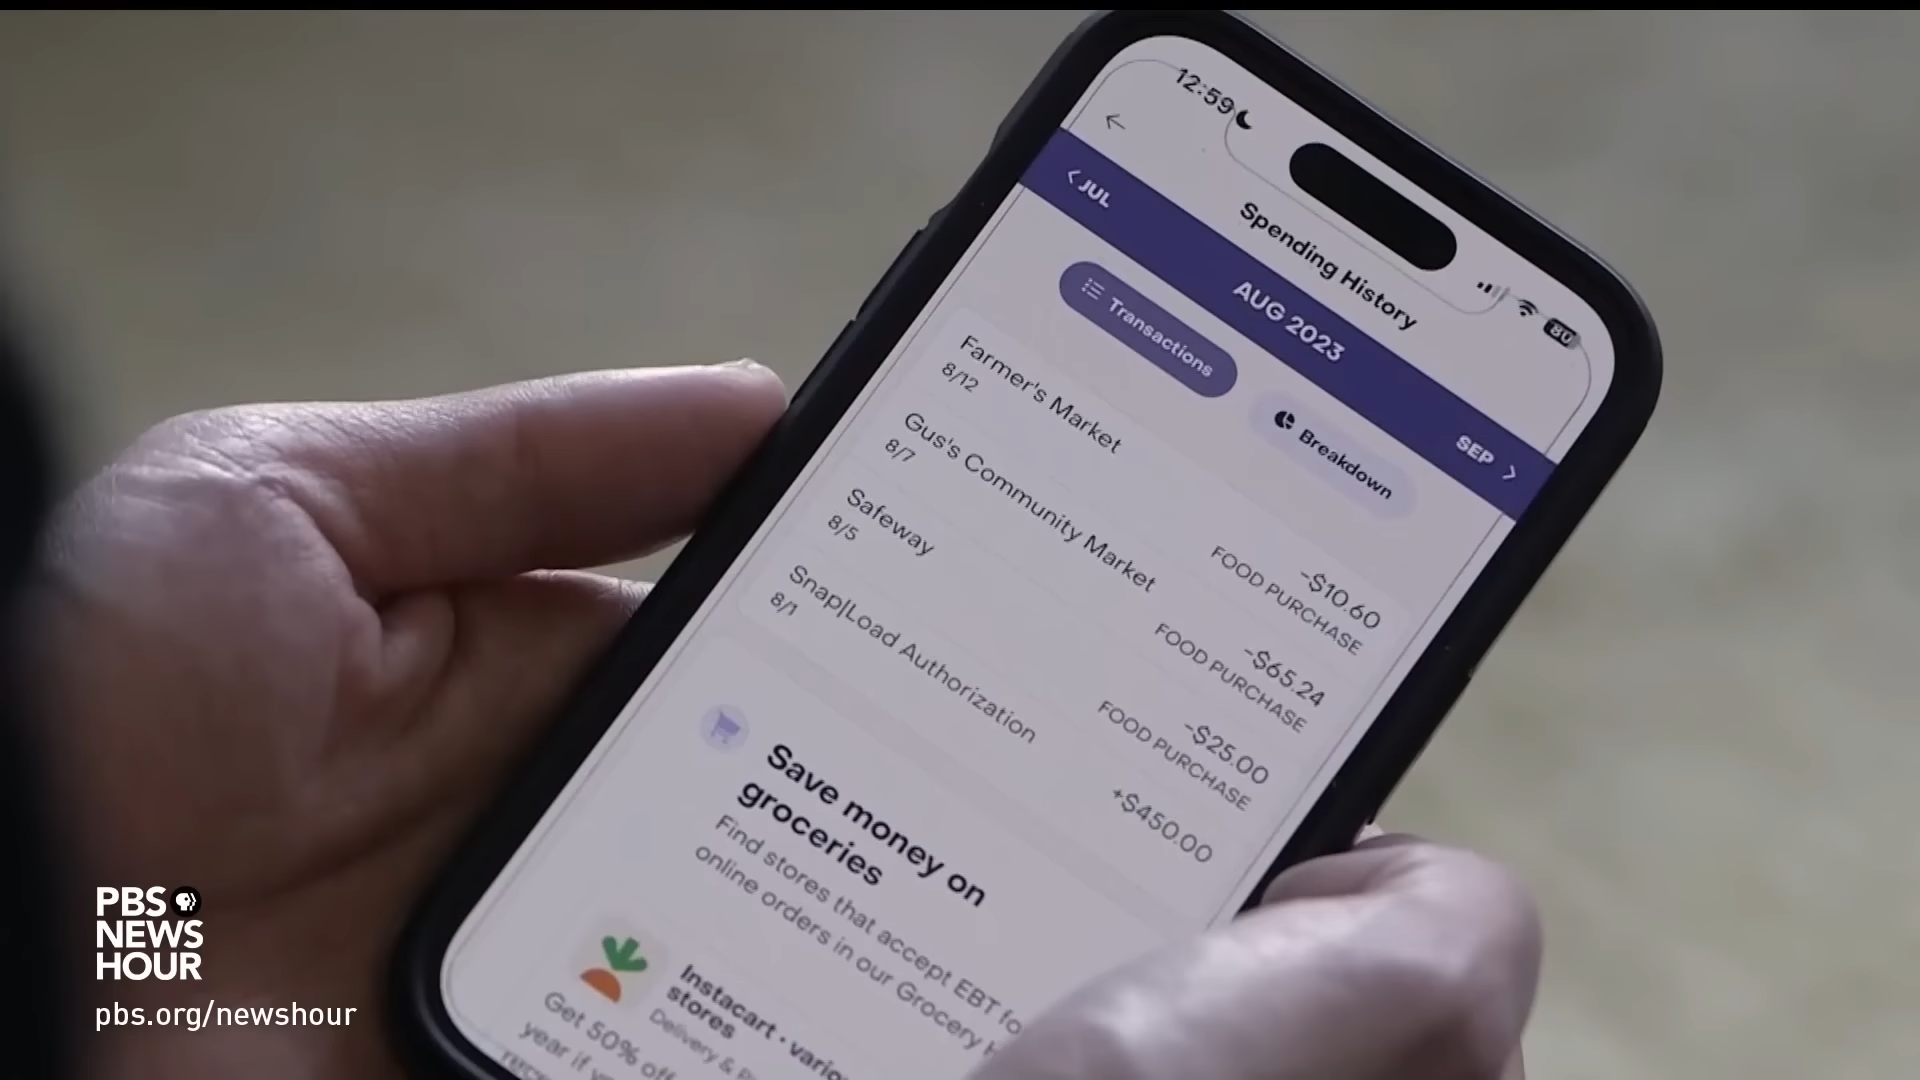 12:59
Spending History
JUL
AUG 2023
SEP
Transactions
Breakdown
Farmer's Market
8/12
-$10.60
FOOD PURCHASE
Gus's Community Market
8/7
-$65.24
FOOD PURCHASE
Safeway
8/5
-$25.00
FOOD PURCHASE
Snap|Load Authorization
8/1
+$450.00
Save money on
groceries
Find stores that accept EBT fo
online orders in our Grocery
Instacart · vario
stores
Delivery &
Get 50% off
year if
80
PBS
NEWS
HOUR
pbs.org/newshour